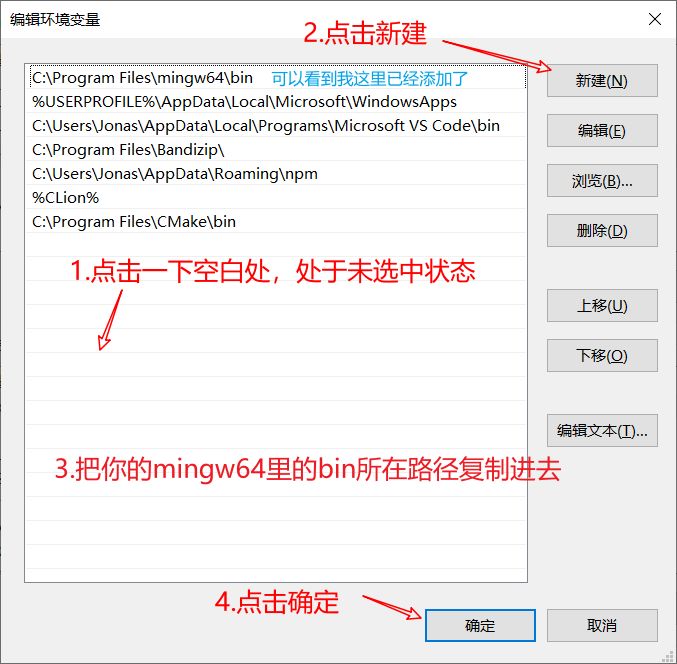 编辑环境变量
2.点击新建
C:\Program Files\mingw64\bin 可以看到我这里已经添加了
新建(N)
%USERPROFILE%\AppData\Local\Microsoft\WindowsApps
C:\Users\Jonas\AppData\Local\Programs\Microsoft VS Code\bin
编辑(E)
C:\Program Files\Bandizip\
C:\Users\Jonas\AppData\Roaming\npm
浏览(B)...
%CLion%
C:\Program Files\CMake\bin
删除(D)
1.点击一下空白处，处于未选中状态
上移(U)
下移(O)
编辑文本(T)...
3.把你的mingw64里的bin所在路径复制进去
4.点击确定
确定
取消